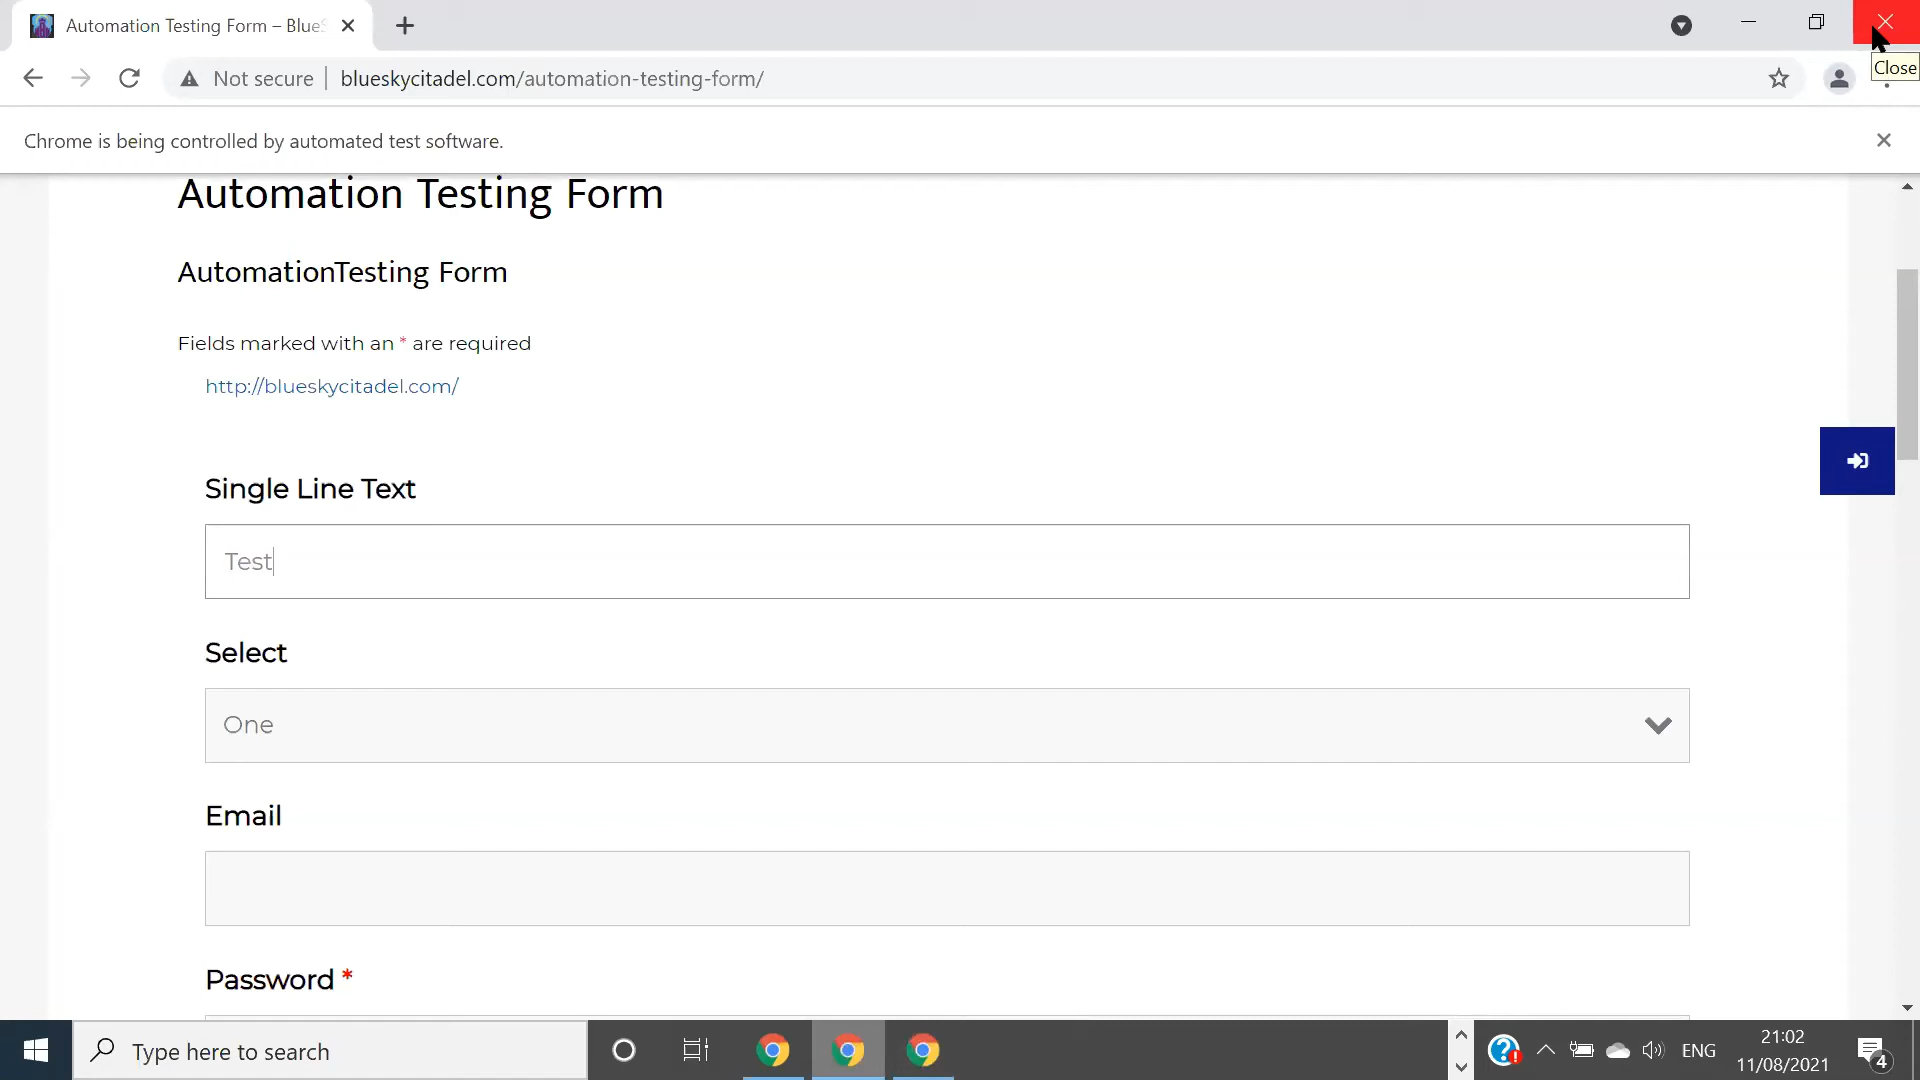 Automation Testing Form – BlueS
Close
Not secure
blueskycitadel.com/automation-testing-form/
Chrome is being controlled by automated test software.
Automation Testing Form
AutomationTesting Form
Fields marked with an * are required
http://blueskycitadel.com/
Single Line Text
Test
Select
One
Email
Password *
Type here to search
ENG
21:02
11/08/2021
4